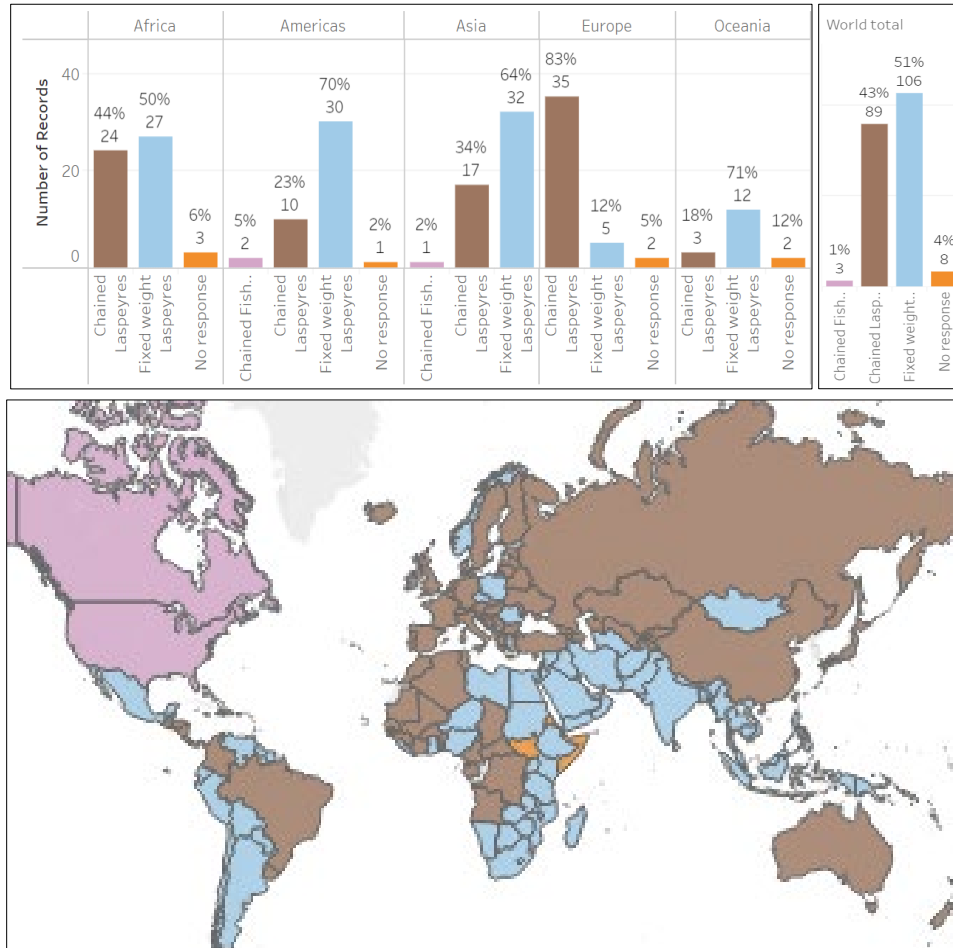 Africa
Americas
Asia
Europe
Oceania
World total
Number of Records
40
20
0
44%
24
50%
27
6%
3
5%
2
23%
10
70%
30
2%
1
2%
1
34%
17
64%
32
83%
35
12%
5
5%
2
18%
3
71%
12
12%
2
1%
3
43%
89
51%
106
4%
8
Chained
Laspeyres
Fixed weight
Laspeyres
No response
Chained Fish..
Chained
Laspeyres
Fixed weight
Laspeyres
No response
Chained Fish..
Chained
Laspeyres
Fixed weight
Laspeyres
Chained
Laspeyres
Fixed weight
Laspeyres
No response
Chained
Laspeyres
Fixed weight
Laspeyres
No response
Chained Fish..
Chained Lasp..
Fixed weight..
No response